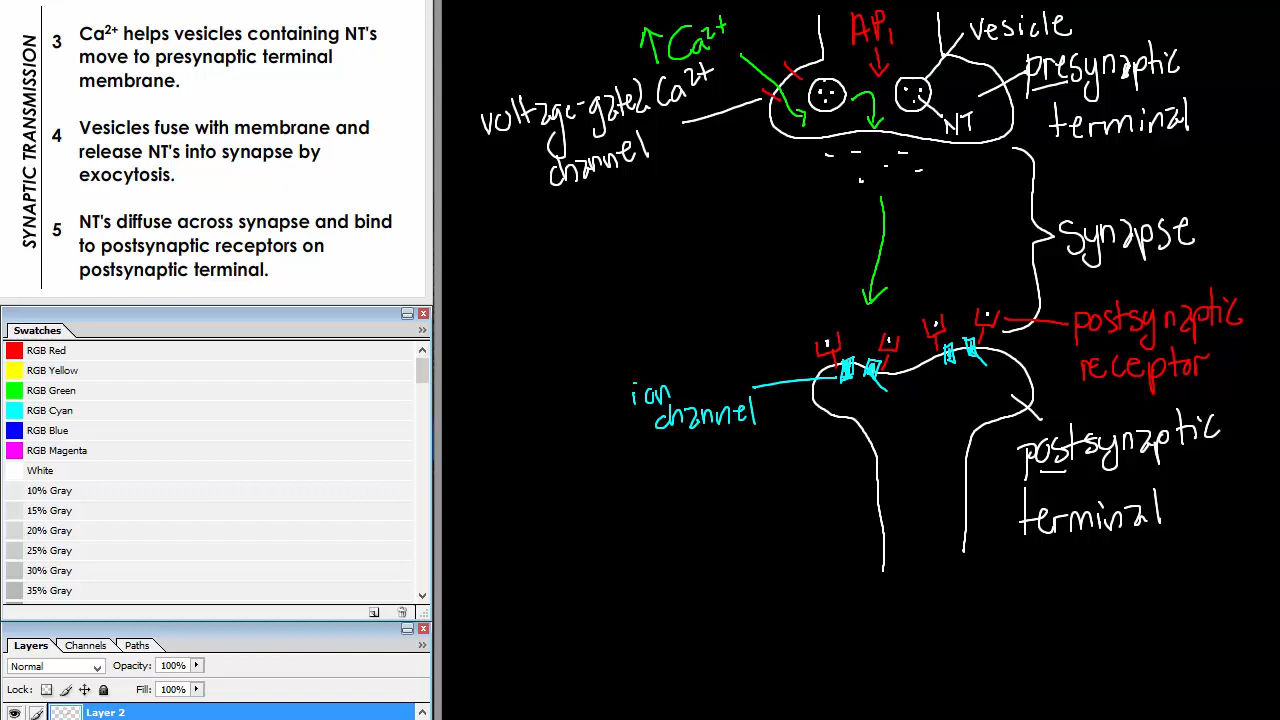 SYNAPTIC TRANSMISSION
3 Ca²⁺ helps vesicles containing NT's
move to presynaptic terminal
membrane.
4 Vesicles fuse with membrane and
release NT's into synapse by
exocytosis.
5 NT's diffuse across synapse and bind
to postsynaptic receptors on
postsynaptic terminal.
Swatches
RGB Red
RGB Yellow
RGB Green
RGB Cyan
RGB Blue
RGB Magenta
White
10% Gray
15% Gray
20% Gray
25% Gray
30% Gray
35% Gray
Layers Channels Paths
Normal Opacity: 100%
Lock: Fill: 100%
Layer 2
↑ Ca²⁺
AP₁
vesicle
presynaptic
terminal
voltage-gated Ca²⁺
channel
NT
synapse
postsynaptic
receptor
ion
channel
postsynaptic
terminal